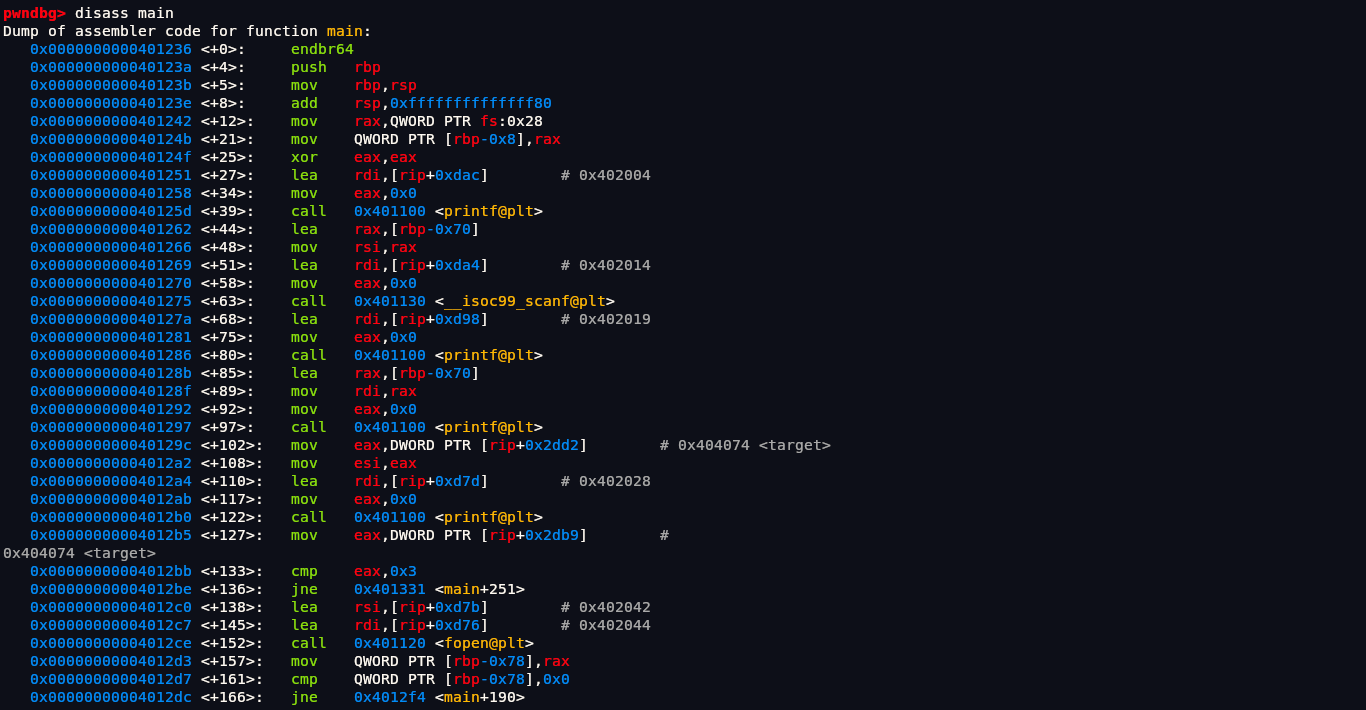 pwndbg> disass main
Dump of assembler code for function main:
   0x0000000000401236 <+0>:     endbr64
   0x000000000040123a <+4>:     push   rbp
   0x000000000040123b <+5>:     mov    rbp,rsp
   0x000000000040123e <+8>:     add    rsp,0xffffffffffffff80
   0x0000000000401242 <+12>:    mov    rax,QWORD PTR fs:0x28
   0x000000000040124b <+21>:    mov    QWORD PTR [rbp-0x8],rax
   0x000000000040124f <+25>:    xor    eax,eax
   0x0000000000401251 <+27>:    lea    rdi,[rip+0xdac]        # 0x402004
   0x0000000000401258 <+34>:    mov    eax,0x0
   0x000000000040125d <+39>:    call   0x401100 <printf@plt>
   0x0000000000401262 <+44>:    lea    rax,[rbp-0x70]
   0x0000000000401266 <+48>:    mov    rsi,rax
   0x0000000000401269 <+51>:    lea    rdi,[rip+0xda4]        # 0x402014
   0x0000000000401270 <+58>:    mov    eax,0x0
   0x0000000000401275 <+63>:    call   0x401130 <__isoc99_scanf@plt>
   0x000000000040127a <+68>:    lea    rdi,[rip+0xd98]        # 0x402019
   0x0000000000401281 <+75>:    mov    eax,0x0
   0x0000000000401286 <+80>:    call   0x401100 <printf@plt>
   0x000000000040128b <+85>:    lea    rax,[rbp-0x70]
   0x000000000040128f <+89>:    mov    rdi,rax
   0x0000000000401292 <+92>:    mov    eax,0x0
   0x0000000000401297 <+97>:    call   0x401100 <printf@plt>
   0x000000000040129c <+102>:   mov    eax,DWORD PTR [rip+0x2dd2]        # 0x404074 <target>
   0x00000000004012a2 <+108>:   mov    esi,eax
   0x00000000004012a4 <+110>:   lea    rdi,[rip+0xd7d]        # 0x402028
   0x00000000004012ab <+117>:   mov    eax,0x0
   0x00000000004012b0 <+122>:   call   0x401100 <printf@plt>
   0x00000000004012b5 <+127>:   mov    eax,DWORD PTR [rip+0x2db9]        #
0x404074 <target>
   0x00000000004012bb <+133>:   cmp    eax,0x3
   0x00000000004012be <+136>:   jne    0x401331 <main+251>
   0x00000000004012c0 <+138>:   lea    rsi,[rip+0xd7b]        # 0x402042
   0x00000000004012c7 <+145>:   lea    rdi,[rip+0xd76]        # 0x402044
   0x00000000004012ce <+152>:   call   0x401120 <fopen@plt>
   0x00000000004012d3 <+157>:   mov    QWORD PTR [rbp-0x78],rax
   0x00000000004012d7 <+161>:   cmp    QWORD PTR [rbp-0x78],0x0
   0x00000000004012dc <+166>:   jne    0x4012f4 <main+190>